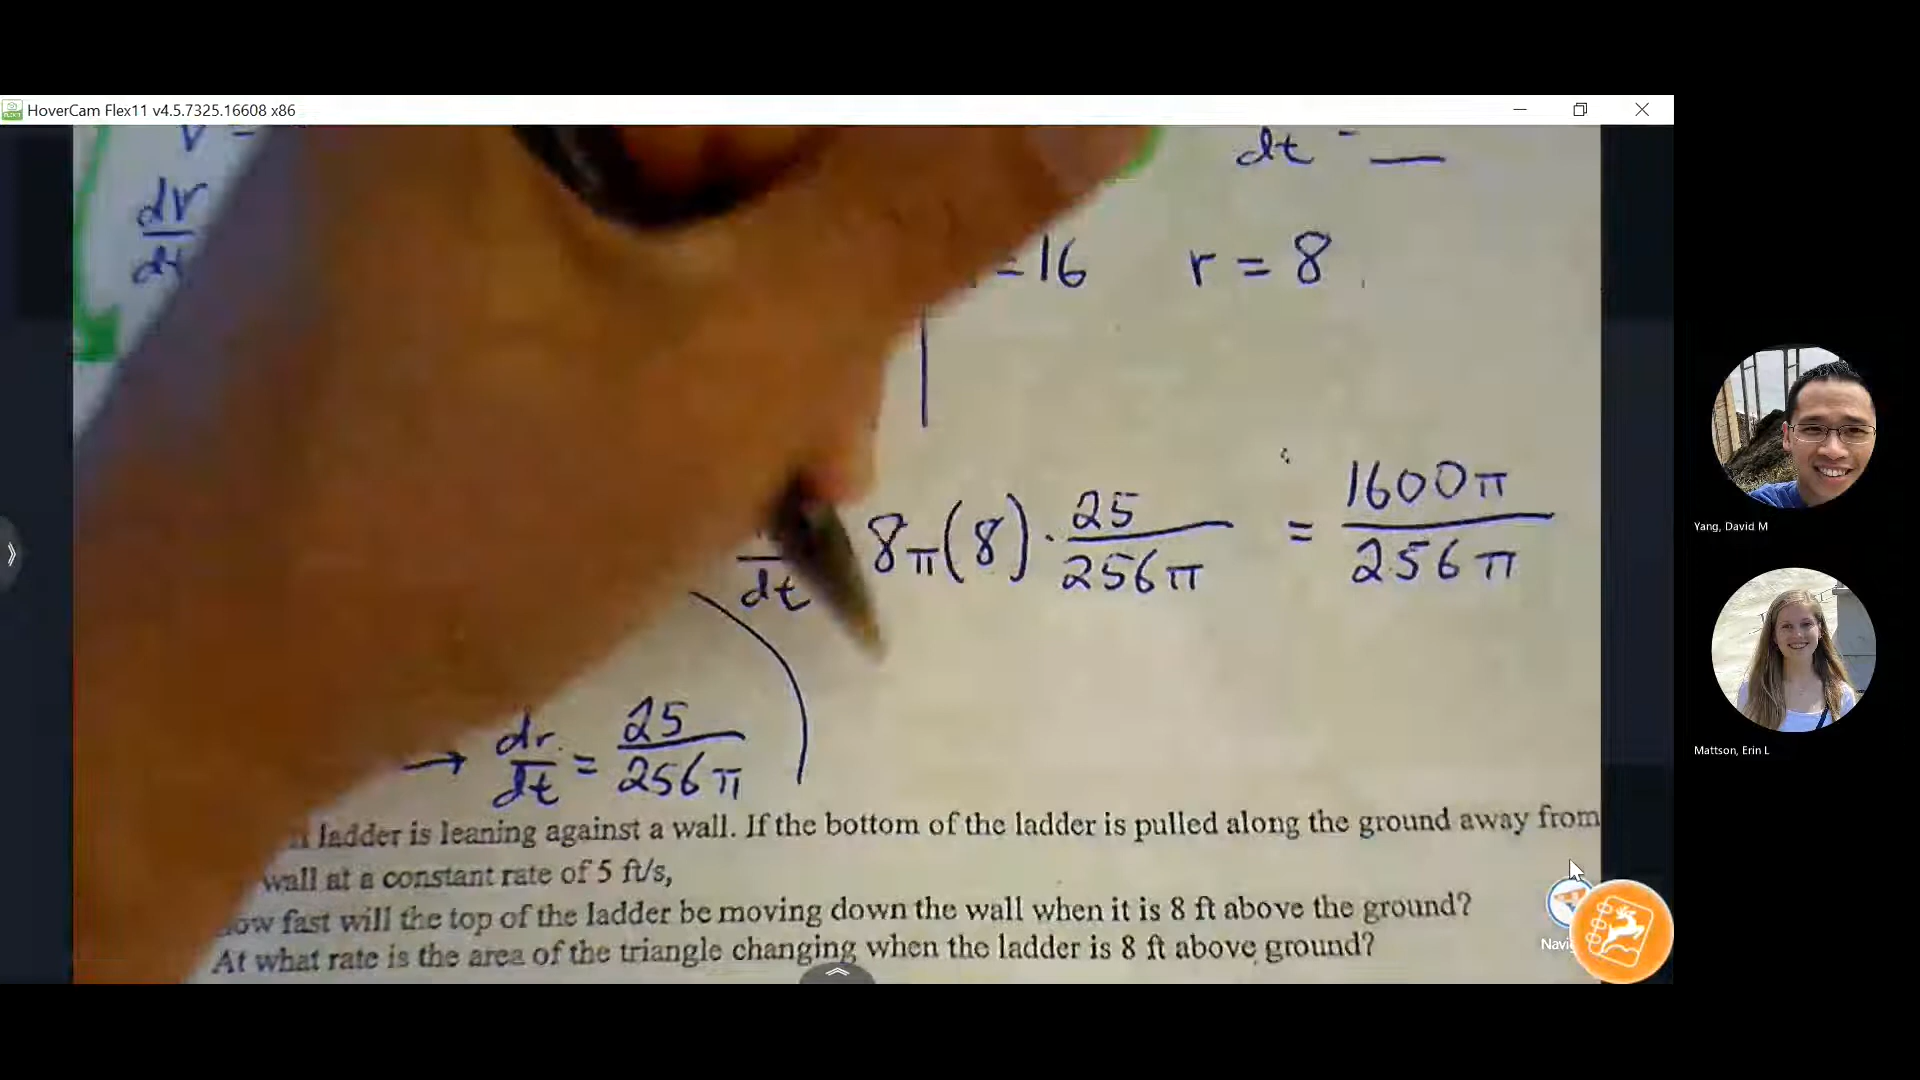 HoverCam Flex11 v4.5.7325.16608 x86
V =
dt = __
dr
dt
= 16 r = 8
dt 8π(8) · 25/256π = 1600π/256π
→ dr/dt = 25/256π
ladder is leaning against a wall. If the bottom of the ladder is pulled along the ground away from
wall at a constant rate of 5 ft/s,
ow fast will the top of the ladder be moving down the wall when it is 8 ft above the ground?
At what rate is the area of the triangle changing when the ladder is 8 ft above ground?
Yang, David M
Mattson, Erin L